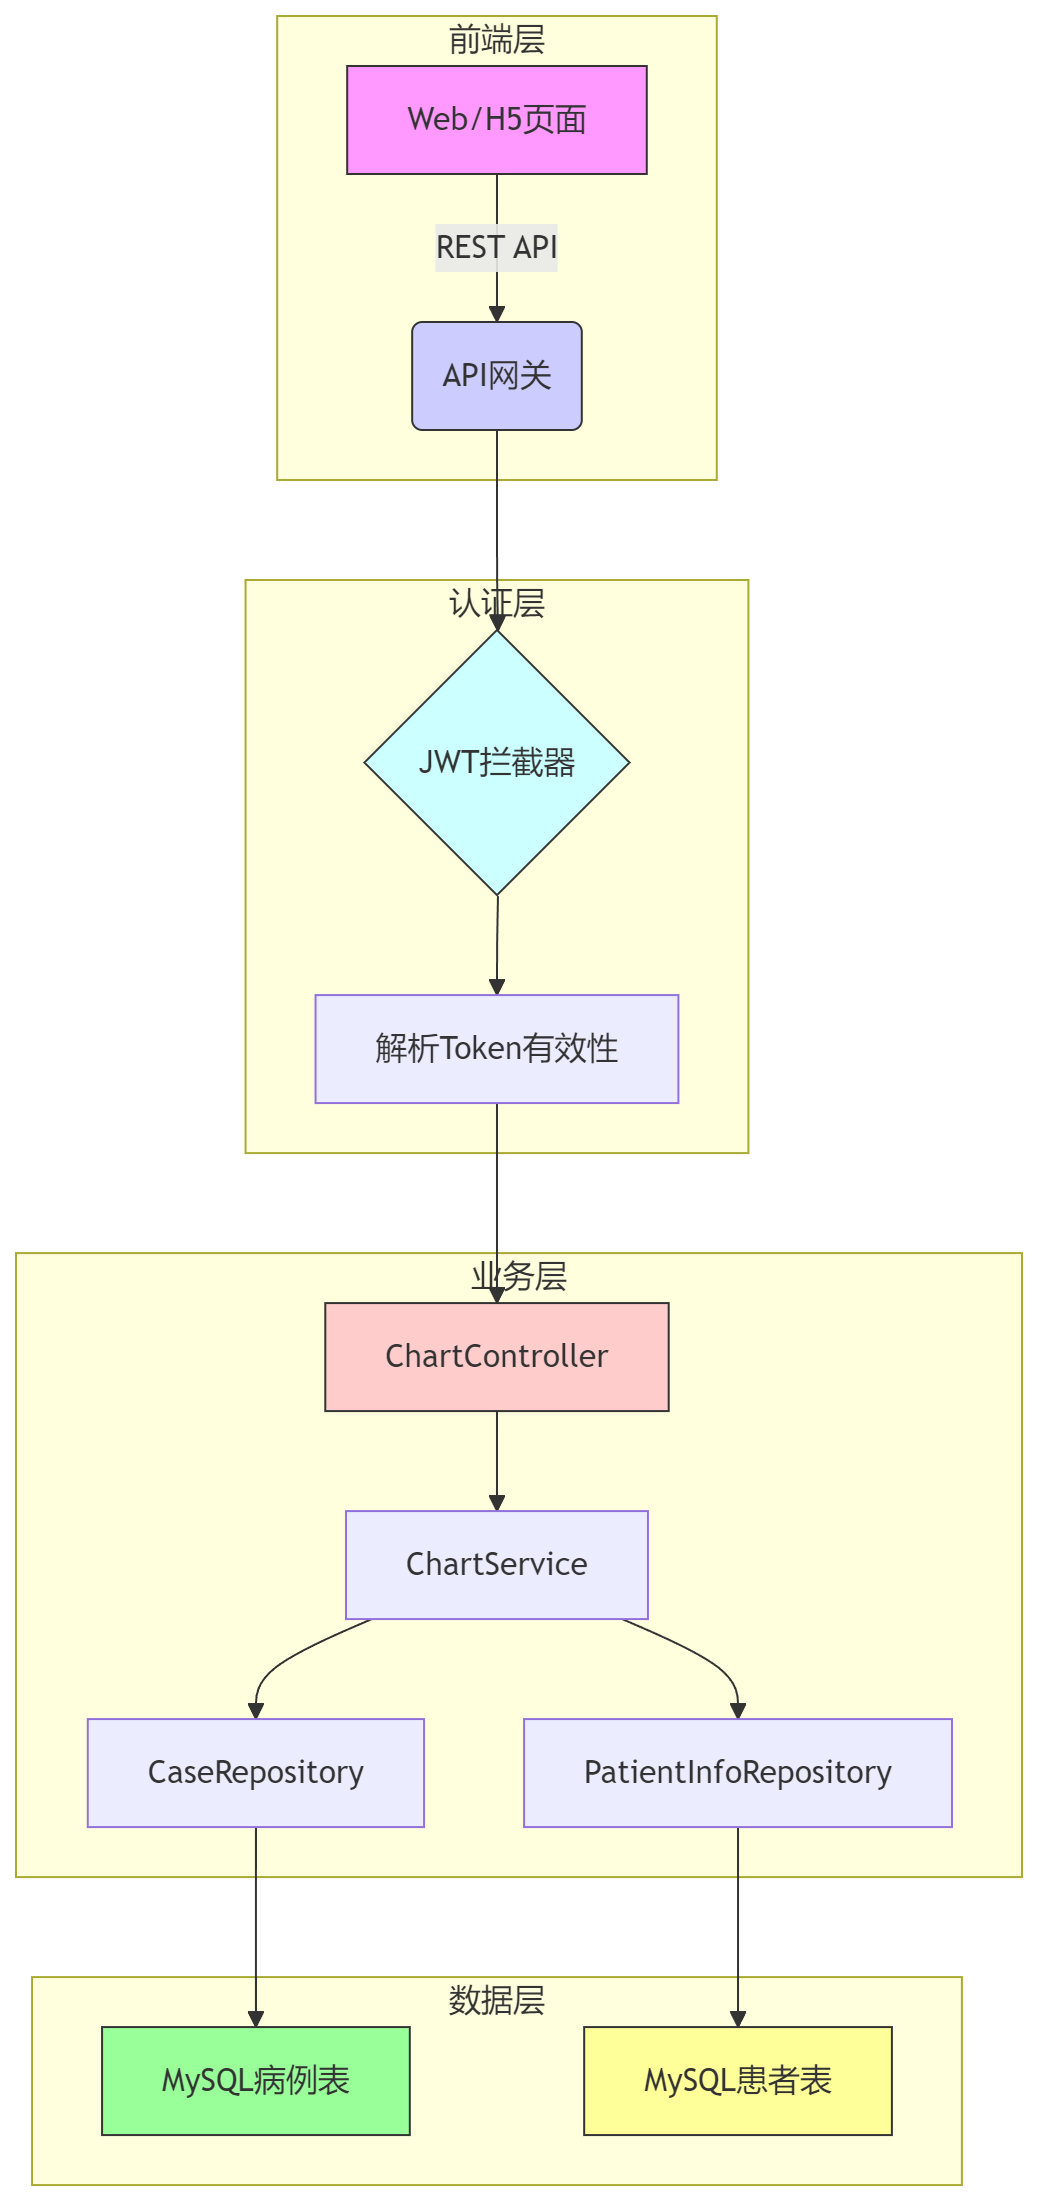 前端层
Web/H5页面
REST API
API网关
认证层
JWT拦截器
解析Token有效性
业务层
ChartController
ChartService
CaseRepository
PatientInfoRepository
数据层
MySQL病例表
MySQL患者表